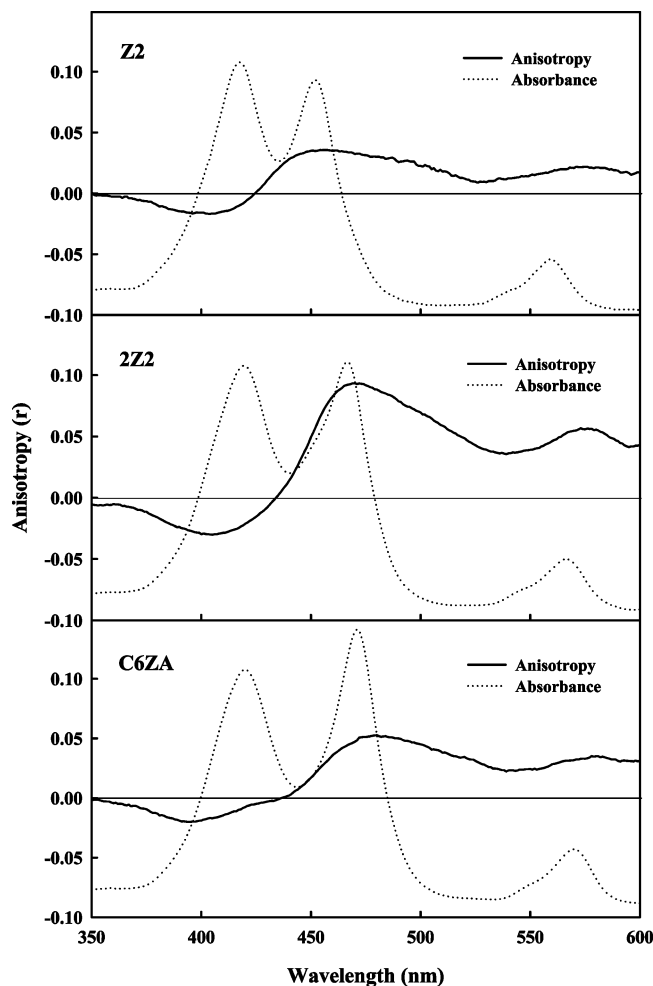 Z2
Anisotropy
Absorbance
0.10
0.05
0.00
-0.05
-0.10
2Z2
Anisotropy
Absorbance
0.10
0.05
0.00
-0.05
-0.10
C6ZA
Anisotropy
Absorbance
0.10
0.05
0.00
-0.05
-0.10
Anisotropy (r)
350 400 450 500 550 600
Wavelength (nm)